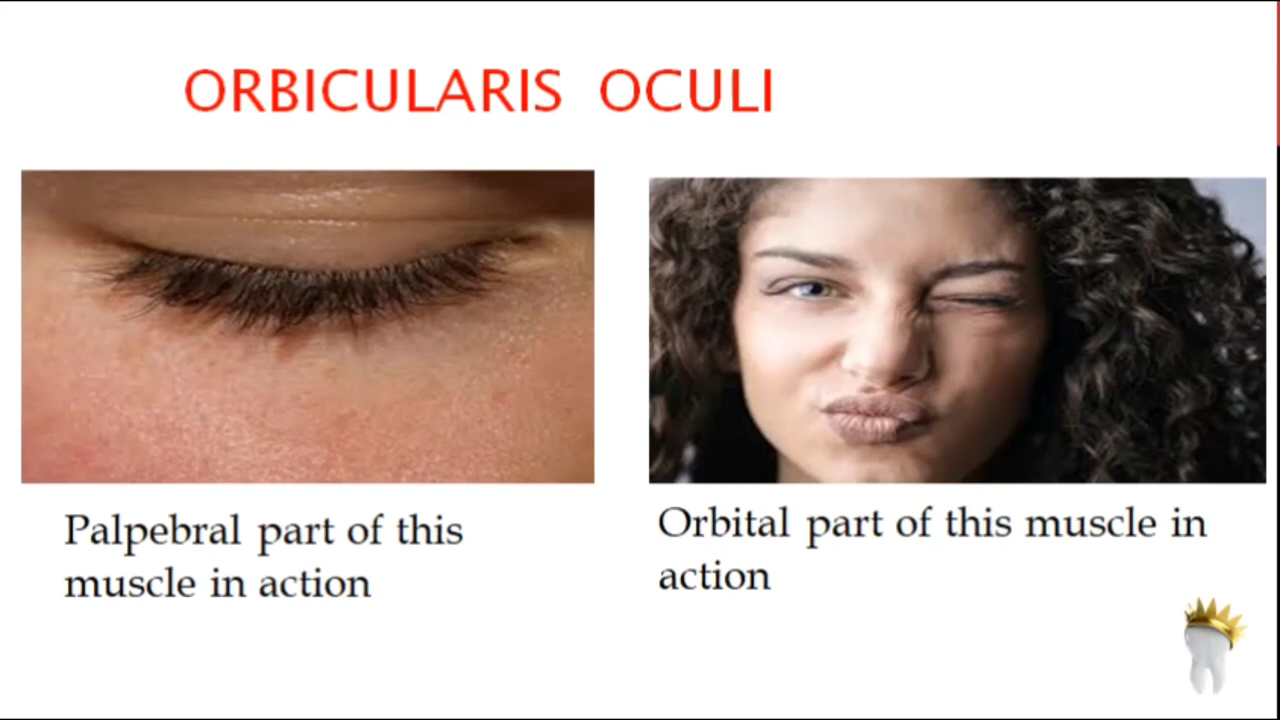 ORBICULARIS OCULI
Palpebral part of this
muscle in action
Orbital part of this muscle in
action